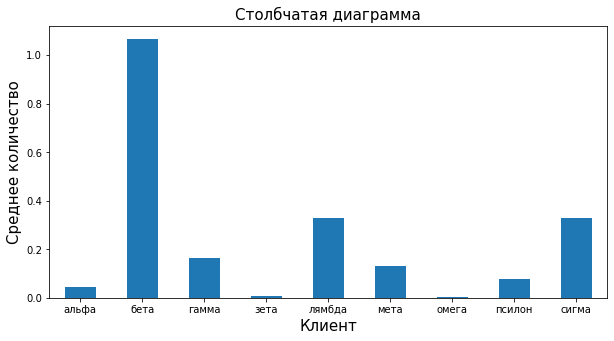 Столбчатая диаграмма
Среднее количество
1.0
0.8
0.6
0.4
0.2
0.0
альфа бета гамма зета лямбда мета омега псилон сигма
Клиент